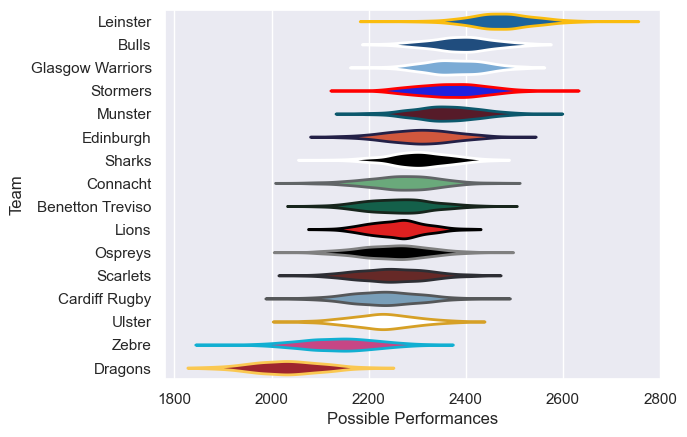 Leinster
Bulls
Glasgow Warriors
Stormers
Munster
Edinburgh
Sharks
Connacht
Benetton Treviso
Lions
Ospreys
Scarlets
Cardiff Rugby
Ulster
Zebre
Dragons
Team
1800 2000 2200 2400 2600 2800
Possible Performances